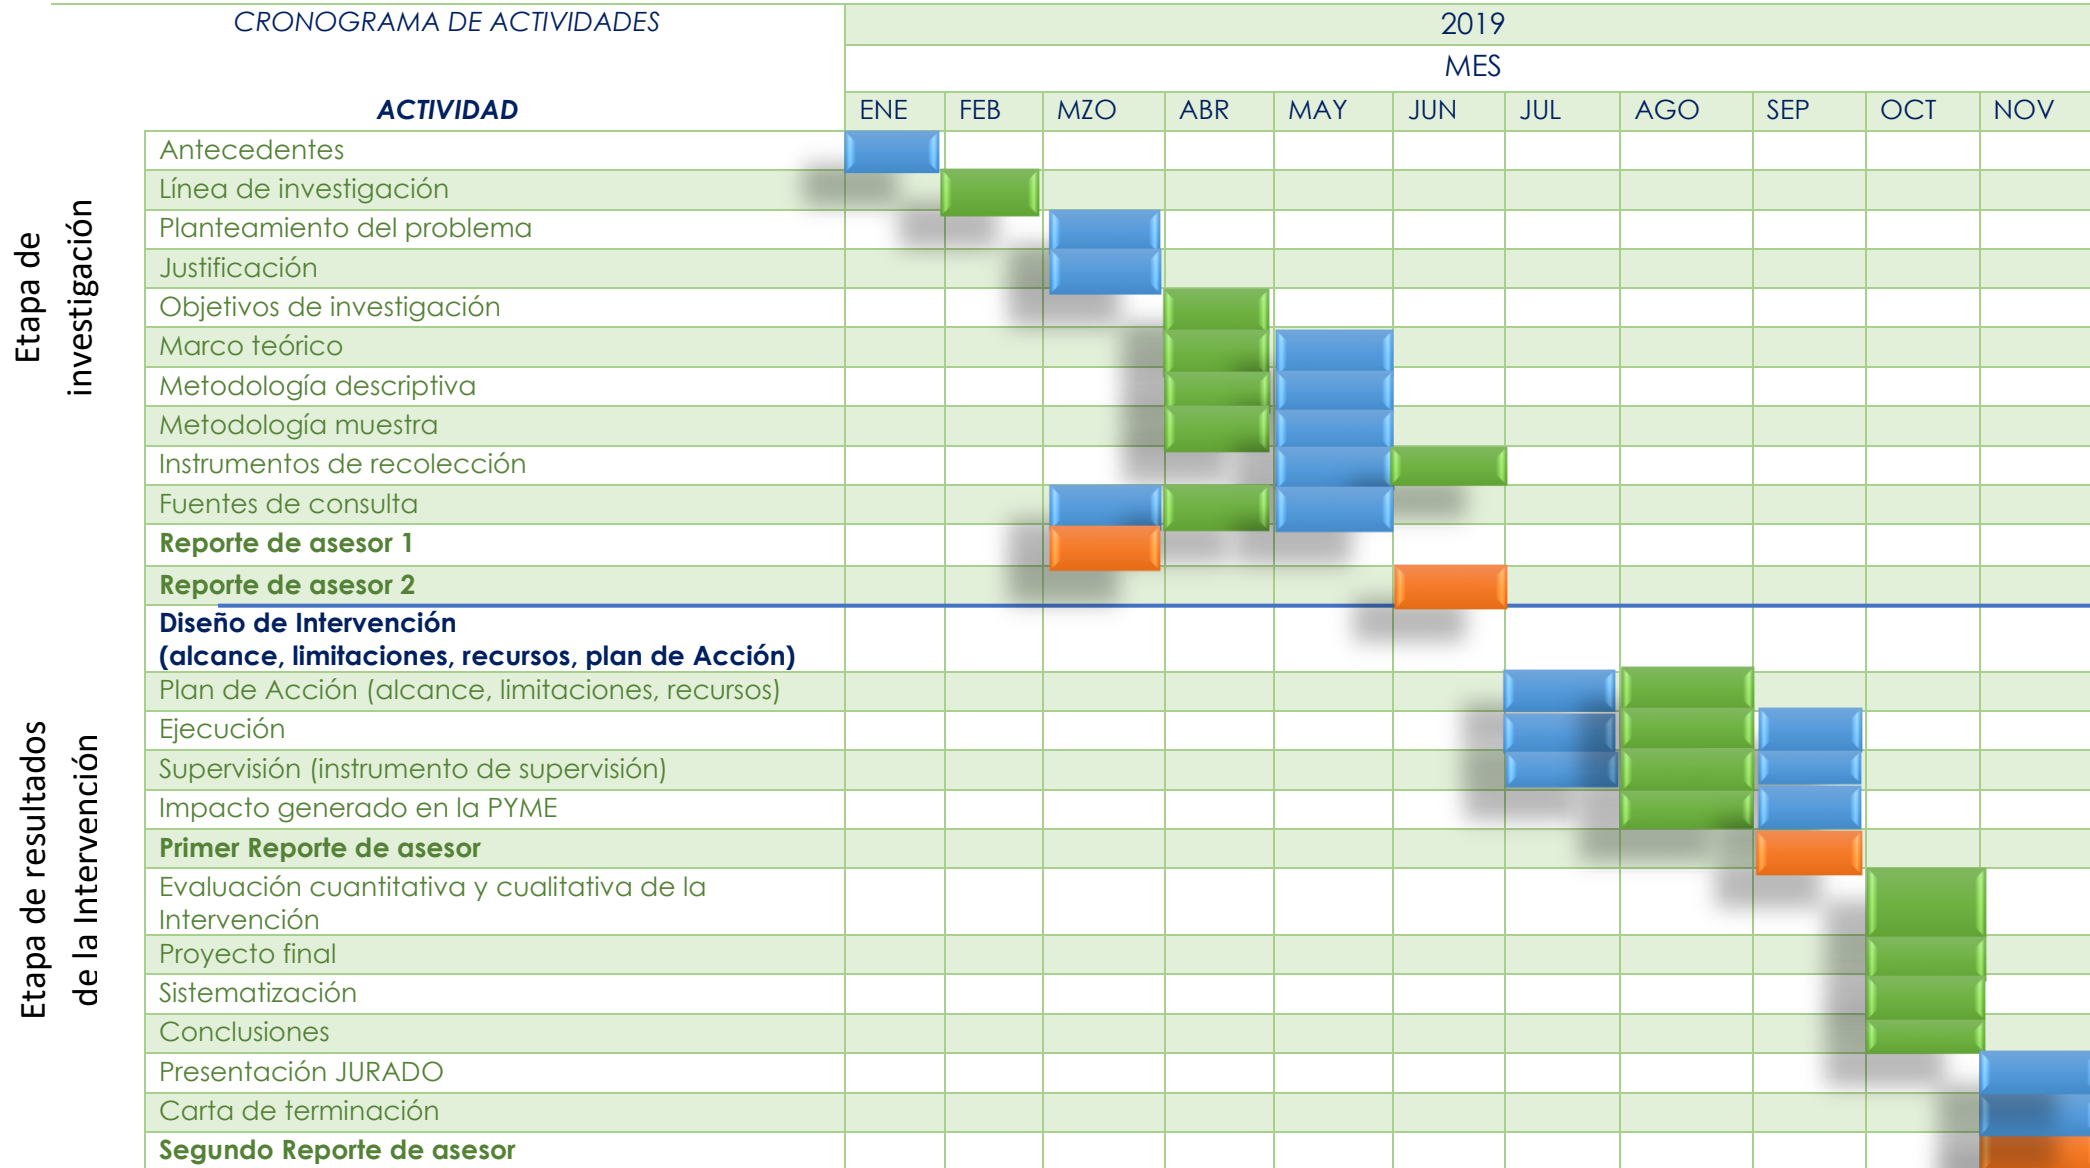 CRONOGRAMA DE ACTIVIDADES
2019
MES
ACTIVIDAD
ENE FEB MZO ABR MAY JUN JUL AGO SEP OCT NOV
Etapa de
investigación
Antecedentes
Línea de investigación
Planteamiento del problema
Justificación
Objetivos de investigación
Marco teórico
Metodología descriptiva
Metodología muestra
Instrumentos de recolección
Fuentes de consulta
Reporte de asesor 1
Reporte de asesor 2
Etapa de resultados
de la Intervención
Diseño de Intervención
(alcance, limitaciones, recursos, plan de Acción)
Plan de Acción (alcance, limitaciones, recursos)
Ejecución
Supervisión (instrumento de supervisión)
Impacto generado en la PYME
Primer Reporte de asesor
Evaluación cuantitativa y cualitativa de la
Intervención
Proyecto final
Sistematización
Conclusiones
Presentación JURADO
Carta de terminación
Segundo Reporte de asesor